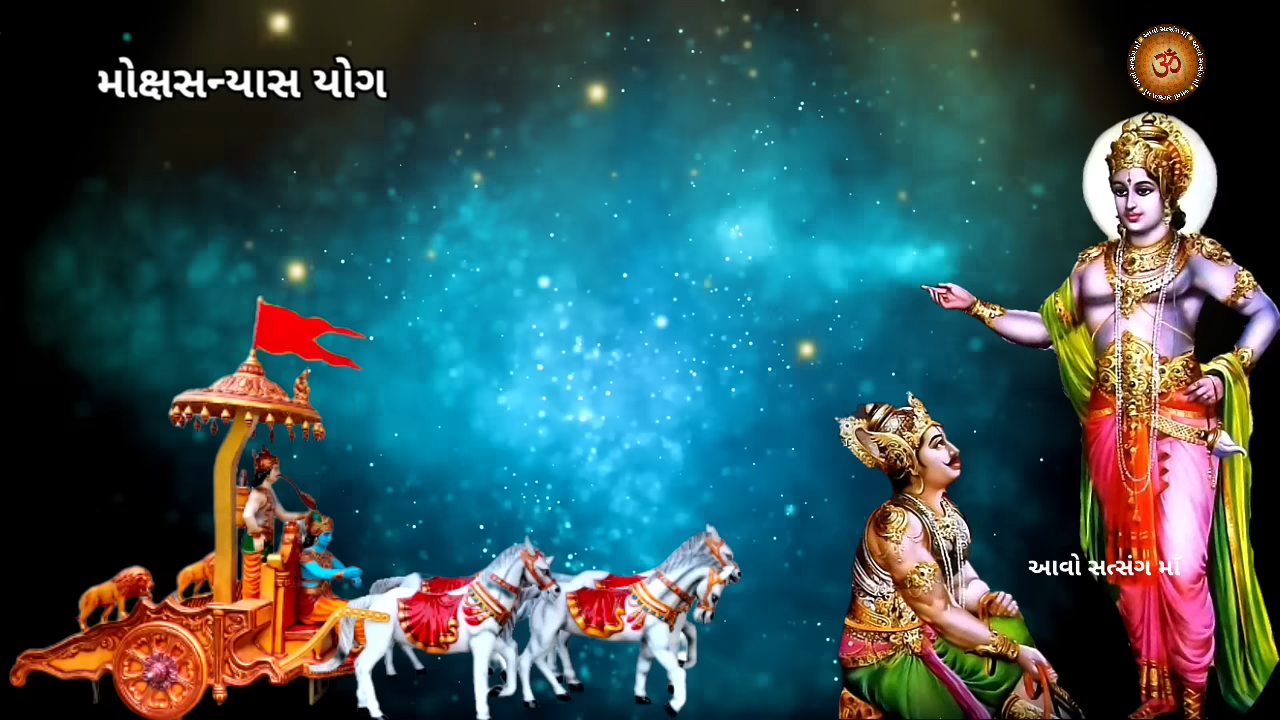 મોક્ષસન્યાસ યોગ
ૐ
આવો સત્સંગ માઁ